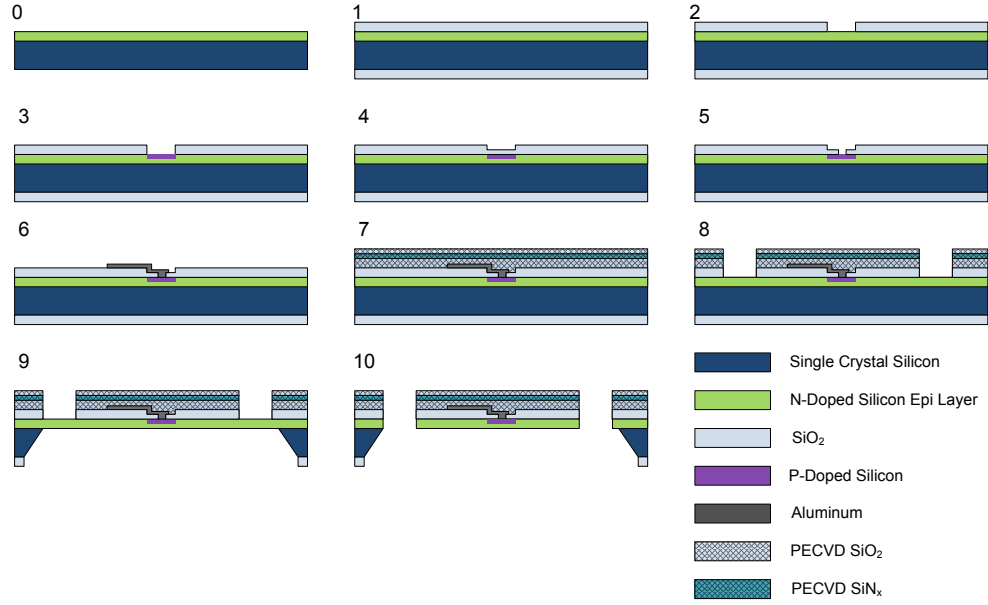 0
1
2
3
4
5
6
7
8
9
10
Single Crystal Silicon
N-Doped Silicon Epi Layer
SiO₂
P-Doped Silicon
Aluminum
PECVD SiO₂
PECVD SiNₓ